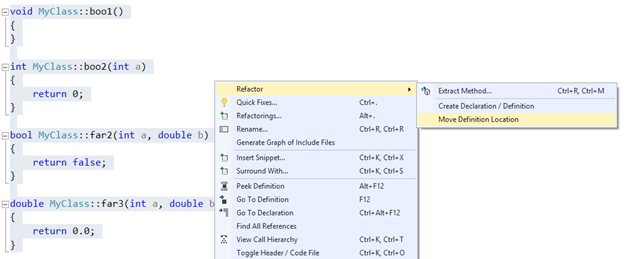 void MyClass::boo1()
{
}
int MyClass::boo2(int a)
{
return 0;
}
bool MyClass::far2(int a, double b)
{
return false;
}
double MyClass::far3(int a, double b
{
return 0.0;
}
Refactor
Quick Fixes... Ctrl+.
Refactorings... Alt+.
Rename... Ctrl+R, Ctrl+R
Generate Graph of Include Files
Insert Snippet... Ctrl+K, Ctrl+X
Surround With... Ctrl+K, Ctrl+S
Peek Definition Alt+F12
Go To Definition F12
Go To Declaration Ctrl+Alt+F12
Find All References
View Call Hierarchy Ctrl+K, Ctrl+T
Toggle Header / Code File Ctrl+K, Ctrl+O
Extract Method... Ctrl+R, Ctrl+M
Create Declaration / Definition
Move Definition Location